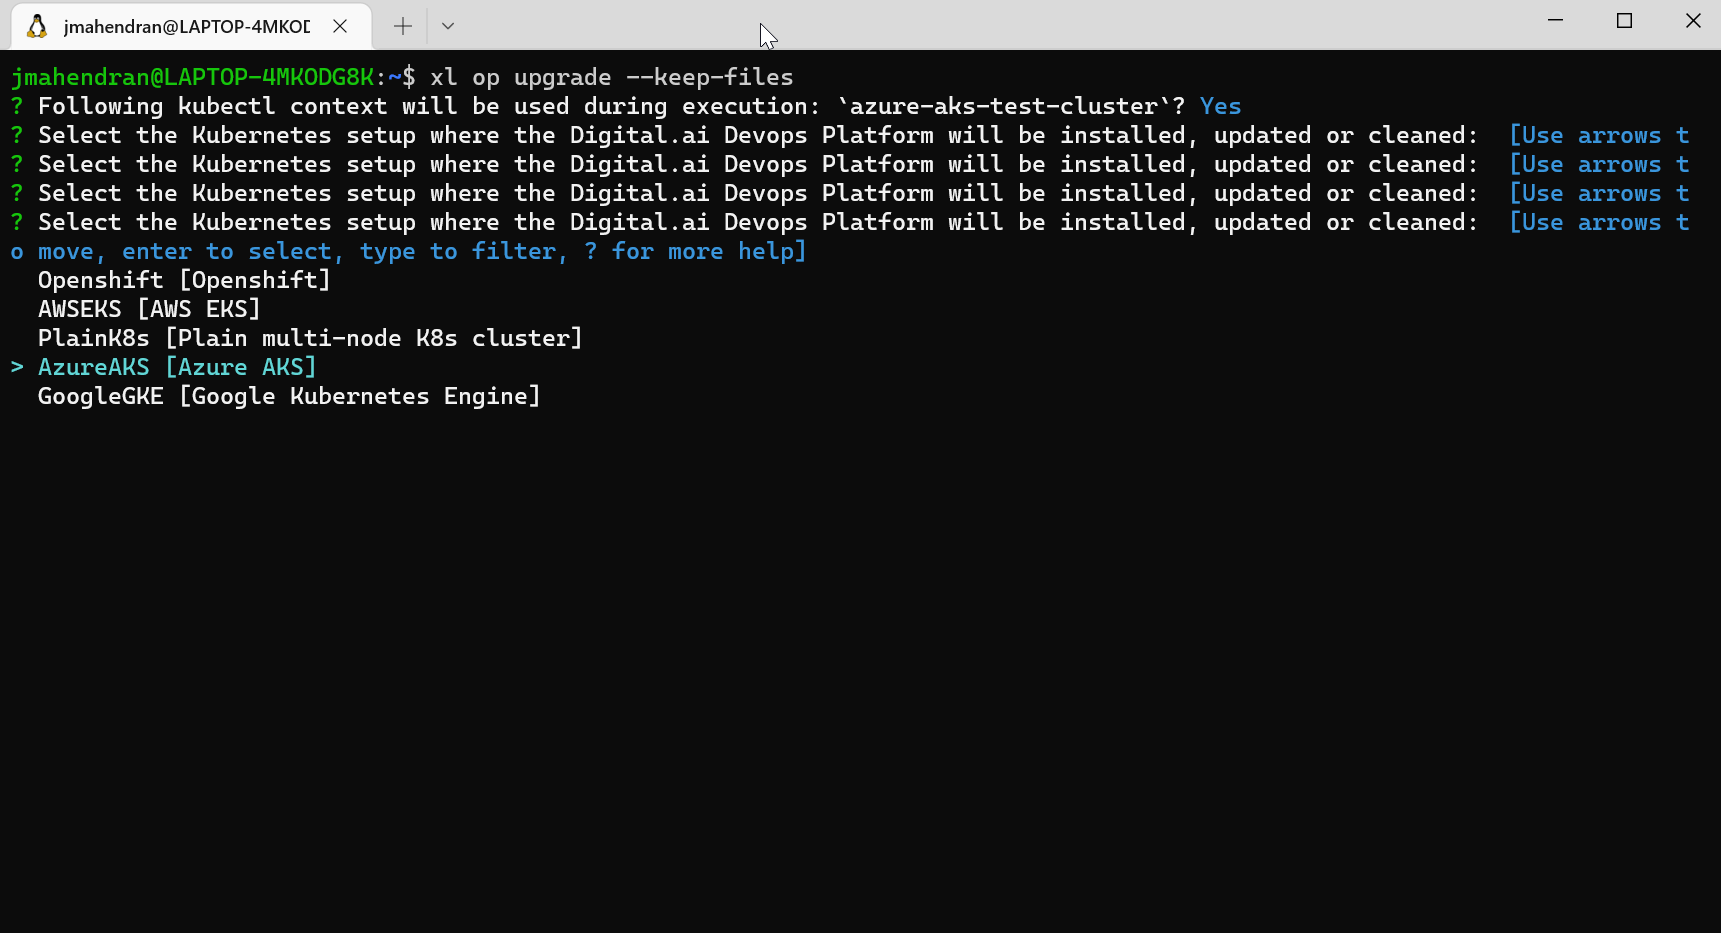 jmahendran@LAPTOP-4MKOD
jmahendran@LAPTOP-4MKODG8K:~$ xl op upgrade --keep-files
? Following kubectl context will be used during execution: `azure-aks-test-cluster`? Yes
? Select the Kubernetes setup where the Digital.ai Devops Platform will be installed, updated or cleaned:  [Use arrows t
? Select the Kubernetes setup where the Digital.ai Devops Platform will be installed, updated or cleaned:  [Use arrows t
? Select the Kubernetes setup where the Digital.ai Devops Platform will be installed, updated or cleaned:  [Use arrows t
? Select the Kubernetes setup where the Digital.ai Devops Platform will be installed, updated or cleaned:  [Use arrows t
o move, enter to select, type to filter, ? for more help]
  Openshift [Openshift]
  AWSEKS [AWS EKS]
  PlainK8s [Plain multi-node K8s cluster]
> AzureAKS [Azure AKS]
  GoogleGKE [Google Kubernetes Engine]